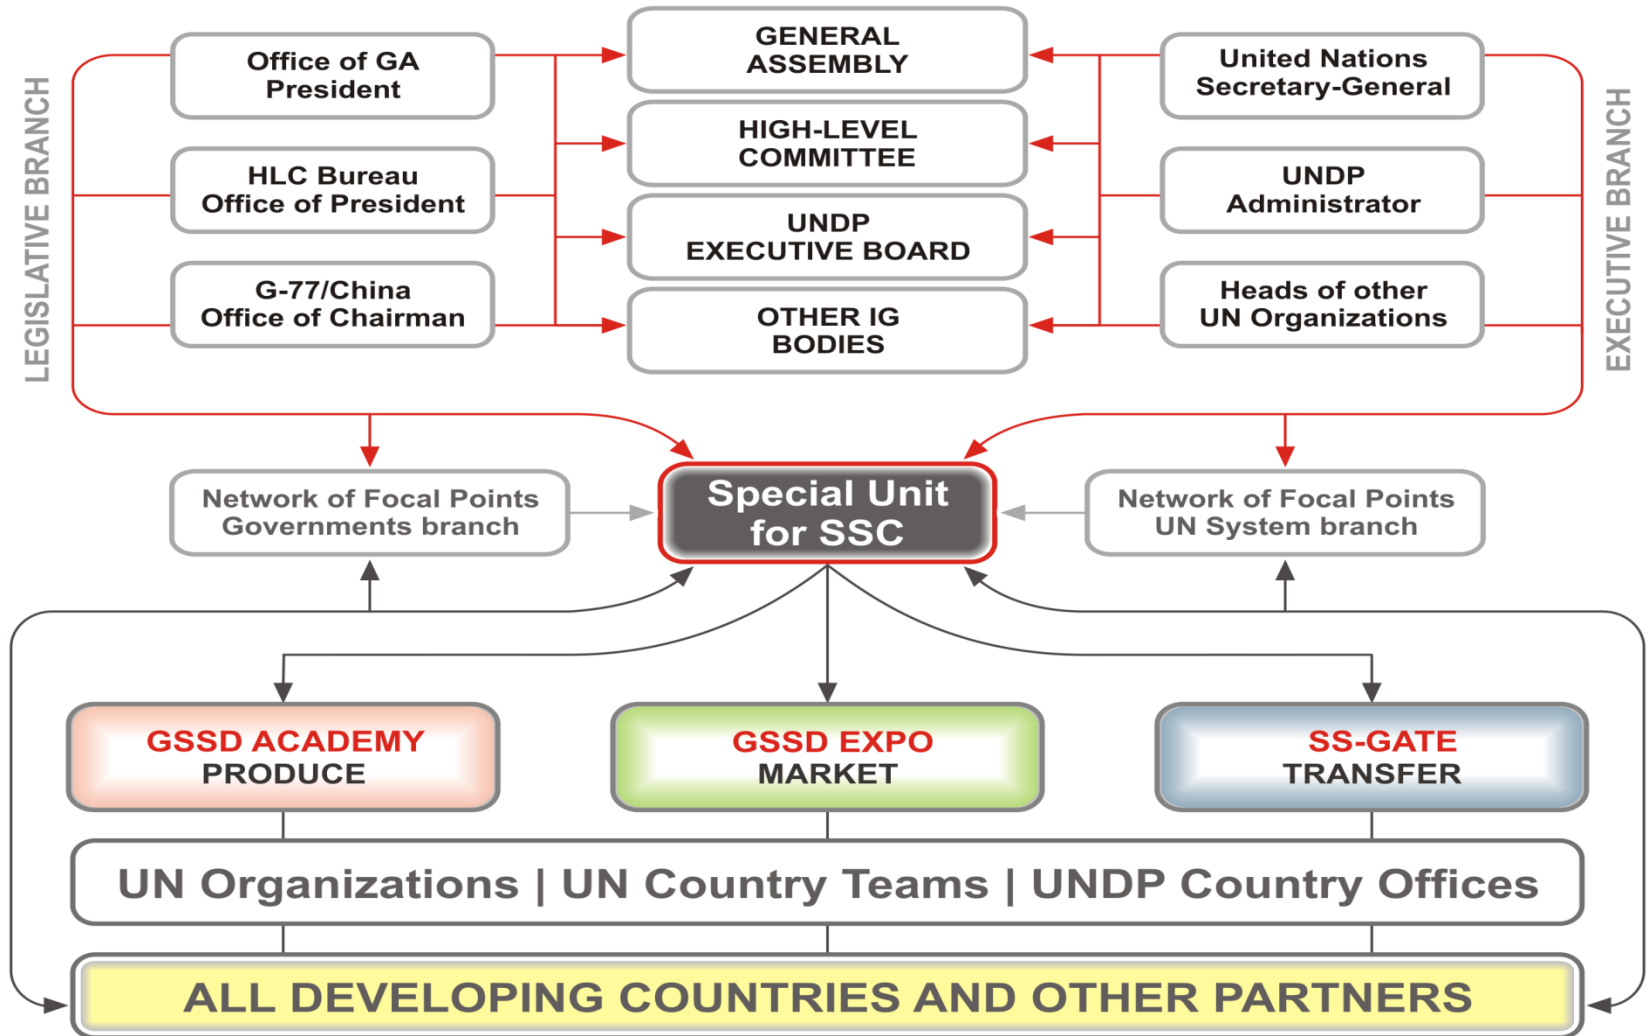 LEGISLATIVE BRANCH
Office of GA
President
HLC Bureau
Office of President
G-77/China
Office of Chairman
GENERAL
ASSEMBLY
HIGH-LEVEL
COMMITTEE
UNDP
EXECUTIVE BOARD
OTHER IG
BODIES
United Nations
Secretary-General
UNDP
Administrator
Heads of other
UN Organizations
EXECUTIVE BRANCH
Network of Focal Points
Governments branch
Special Unit
for SSC
Network of Focal Points
UN System branch
GSSD ACADEMY
PRODUCE
GSSD EXPO
MARKET
SS-GATE
TRANSFER
UN Organizations | UN Country Teams | UNDP Country Offices
ALL DEVELOPING COUNTRIES AND OTHER PARTNERS